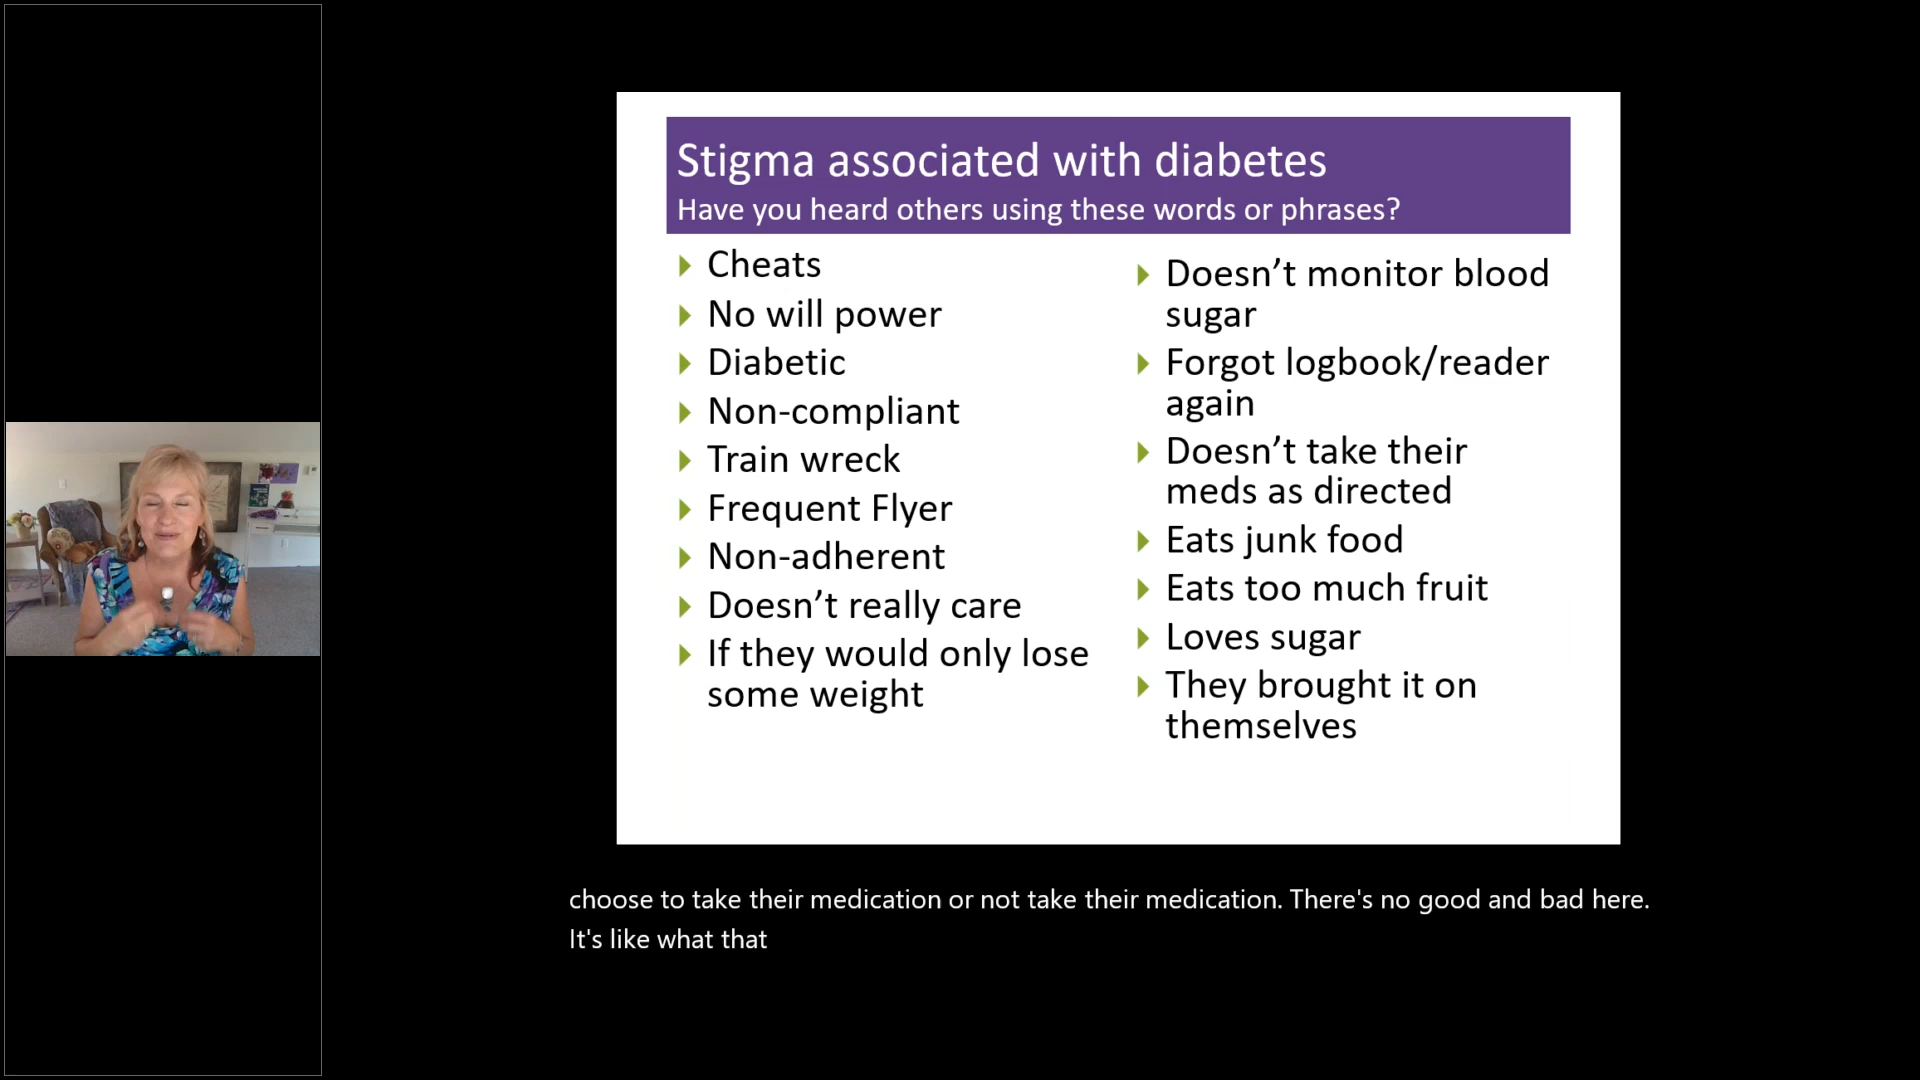 Stigma associated with diabetes
Have you heard others using these words or phrases?
Cheats
No will power
Diabetic
Non-compliant
Train wreck
Frequent Flyer
Non-adherent
Doesn’t really care
If they would only lose
some weight
Doesn’t monitor blood
sugar
Forgot logbook/reader
again
Doesn’t take their
meds as directed
Eats junk food
Eats too much fruit
Loves sugar
They brought it on
themselves
choose to take their medication or not take their medication. There's no good and bad here.
It's like what that